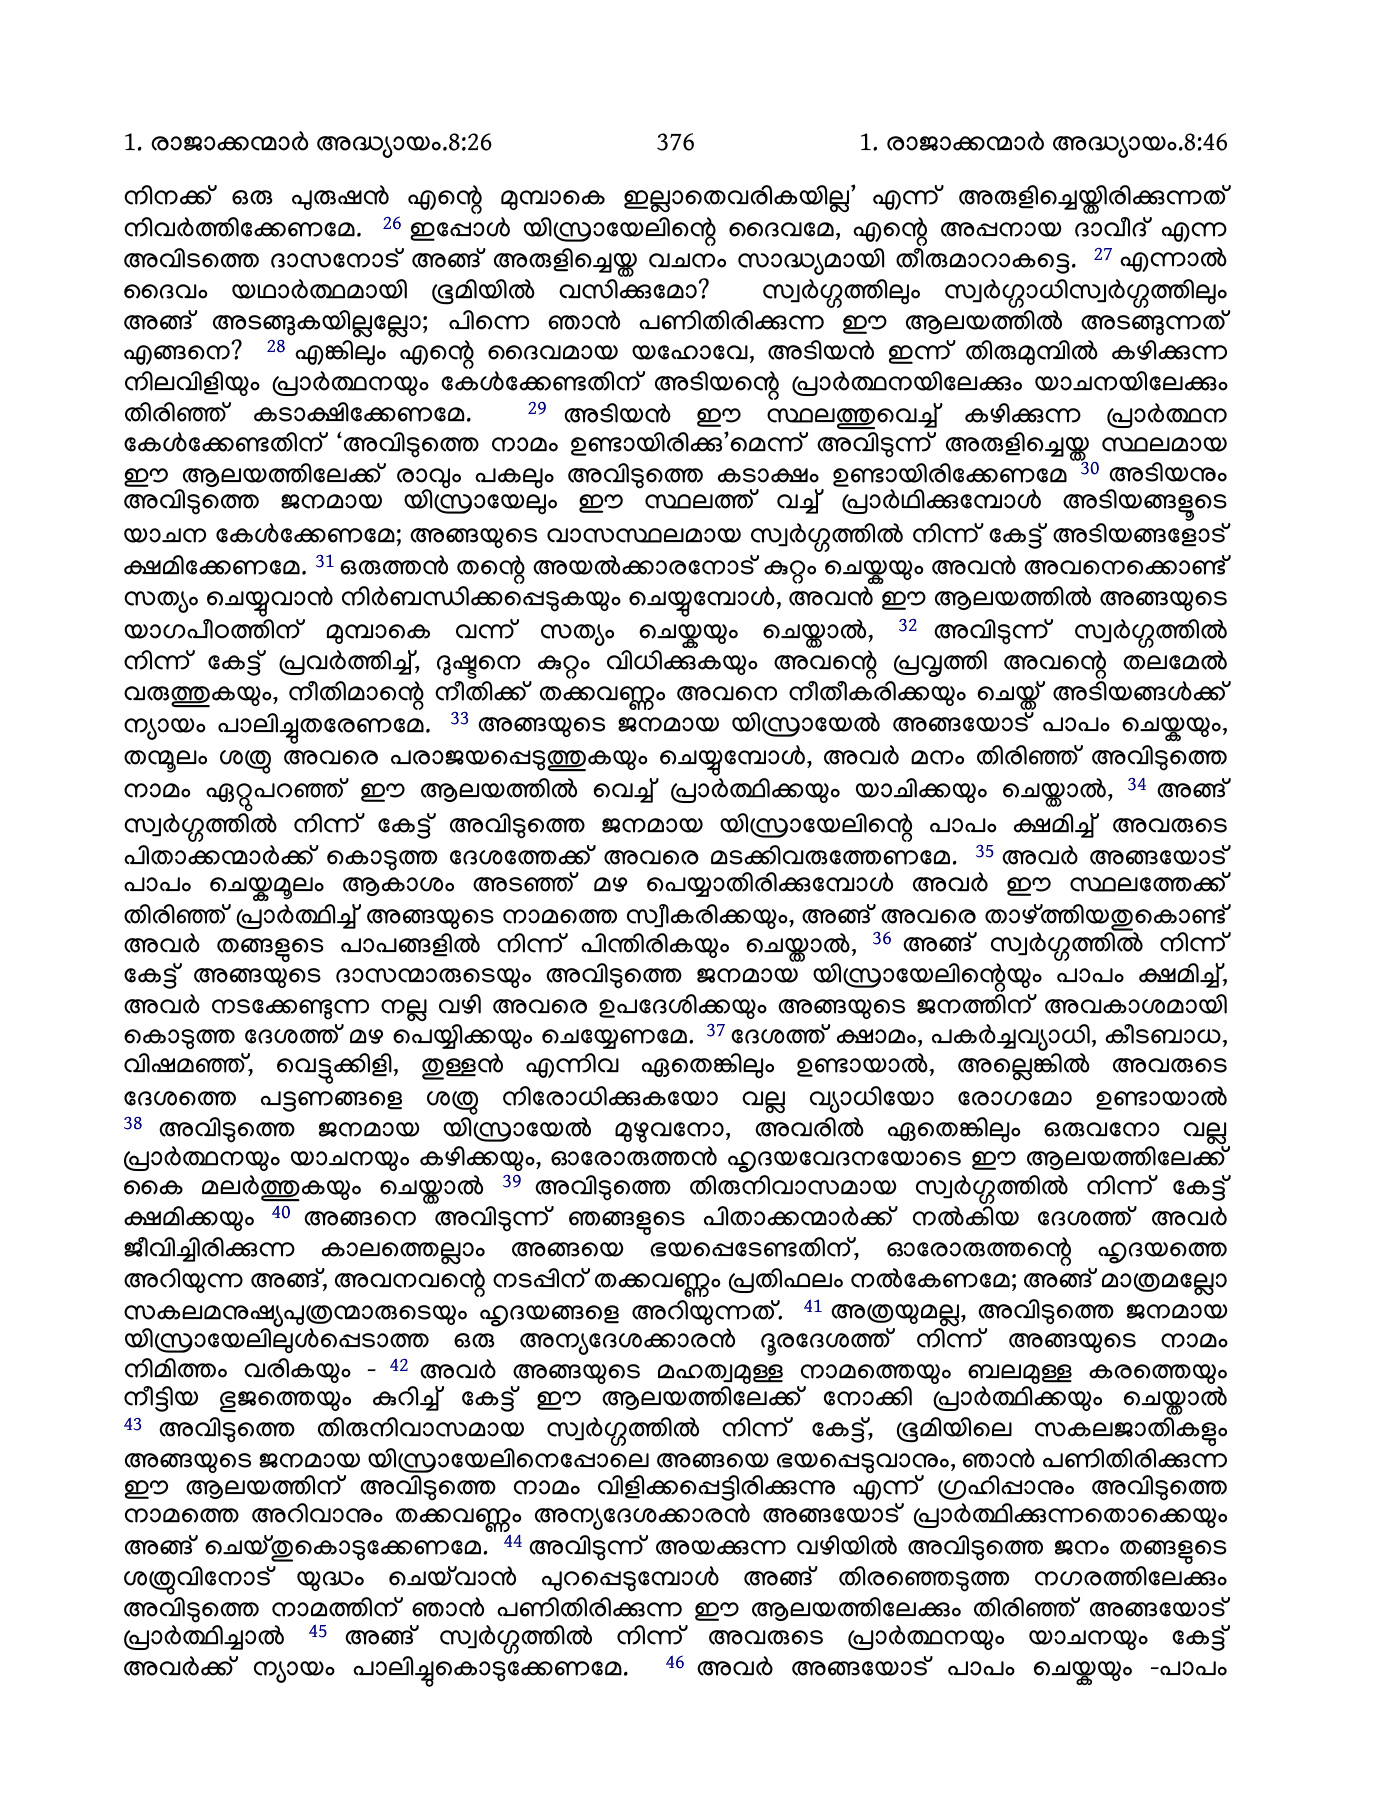 1. രാജാക്കന്മാർ അദ്ധ്യായം.8:26 376 1. രാജാക്കന്മാർ അദ്ധ്യായം.8:46
നിനക്ക് ഒരു പുരുഷൻ എന്റെ മുമ്പാകെ ഇല്ലാതെവരികയില്ല’ എന്ന് അരുളിച്ചെയ്തിരിക്കുന്നത്
നിവർത്തിക്കേണമേ. 26 ഇപ്പോൾ യിസ്രായേലിന്റെ ദൈവമേ, എന്റെ അപ്പനായ ദാവീദ് എന്ന
അവിടത്തെ ദാസനോട് അങ്ങ് അരുളിച്ചെയ്ത വചനം സാദ്ധ്യമായി തീരുമാറാകട്ടെ. 27 എന്നാൽ
ദൈവം യഥാർത്ഥമായി ഭൂമിയിൽ വസിക്കുമോ? സ്വർഗ്ഗത്തിലും സ്വർഗ്ഗാധിസ്വർഗ്ഗത്തിലും
അങ്ങ് അടങ്ങുകയില്ലല്ലോ; പിന്നെ ഞാൻ പണിതിരിക്കുന്ന ഈ ആലയത്തിൽ അടങ്ങുന്നത്
എങ്ങനെ? 28 എങ്കിലും എന്റെ ദൈവമായ യഹോവേ, അടിയൻ ഇന്ന് തിരുമുമ്പിൽ കഴിക്കുന്ന
നിലവിളിയും പ്രാർത്ഥനയും കേൾക്കേണ്ടതിന് അടിയന്റെ പ്രാർത്ഥനയിലേക്കും യാചനയിലേക്കും
തിരിഞ്ഞ് കടാക്ഷിക്കേണമേ. 29 അടിയൻ ഈ സ്ഥലത്തുവെച്ച് കഴിക്കുന്ന പ്രാർത്ഥന
കേൾക്കേണ്ടതിന് ‘അവിടുത്തെ നാമം ഉണ്ടായിരിക്കു’മെന്ന് അവിടുന്ന് അരുളിച്ചെയ്ത സ്ഥലമായ
ഈ ആലയത്തിലേക്ക് രാവും പകലും അവിടുത്തെ കടാക്ഷം ഉണ്ടായിരിക്കേണമേ 30 അടിയനും
അവിടുത്തെ ജനമായ യിസ്രായേലും ഈ സ്ഥലത്ത് വച്ച് പ്രാർഥിക്കുമ്പോൾ അടിയങ്ങളൂടെ
യാചന കേൾക്കേണമേ; അങ്ങയുടെ വാസസ്ഥലമായ സ്വർഗ്ഗത്തിൽ നിന്ന് കേട്ട് അടിയങ്ങളോട്
ക്ഷമിക്കേണമേ. 31 ഒരുത്തൻ തന്റെ അയൽക്കാരനോട് കുറ്റം ചെയ്കയും അവൻ അവനെക്കൊണ്ട്
സത്യം ചെയ്യുവാൻ നിർബന്ധിക്കപ്പെടുകയും ചെയ്യുമ്പോൾ, അവൻ ഈ ആലയത്തിൽ അങ്ങയുടെ
യാഗപീഠത്തിന് മുമ്പാകെ വന്ന് സത്യം ചെയ്കയും ചെയ്താൽ, 32 അവിടുന്ന് സ്വർഗ്ഗത്തിൽ
നിന്ന് കേട്ട് പ്രവർത്തിച്ച്, ദുഷ്ടനെ കുറ്റം വിധിക്കുകയും അവന്റെ പ്രവൃത്തി അവന്റെ തലമേൽ
വരുത്തുകയും, നീതിമാന്റെ നീതിക്ക് തക്കവണ്ണം അവനെ നീതീകരിക്കയും ചെയ്ത് അടിയങ്ങൾക്ക്
ന്യായം പാലിച്ചുതരേണമേ. 33 അങ്ങയുടെ ജനമായ യിസ്രായേൽ അങ്ങയോട് പാപം ചെയ്കയും,
തന്മൂലം ശത്രു അവരെ പരാജയപ്പെടുത്തുകയും ചെയ്യുമ്പോൾ, അവർ മനം തിരിഞ്ഞ് അവിടുത്തെ
നാമം ഏറ്റുപറഞ്ഞ് ഈ ആലയത്തിൽ വെച്ച് പ്രാർത്ഥിക്കയും യാചിക്കയും ചെയ്താൽ, 34 അങ്ങ്
സ്വർഗ്ഗത്തിൽ നിന്ന് കേട്ട് അവിടുത്തെ ജനമായ യിസ്രായേലിന്റെ പാപം ക്ഷമിച്ച് അവരുടെ
പിതാക്കന്മാർക്ക് കൊടുത്ത ദേശത്തേക്ക് അവരെ മടക്കിവരുത്തേണമേ. 35 അവർ അങ്ങയോട്
പാപം ചെയ്കമൂലം ആകാശം അടഞ്ഞ് മഴ പെയ്യാതിരിക്കുമ്പോൾ അവർ ഈ സ്ഥലത്തേക്ക്
തിരിഞ്ഞ് പ്രാർത്ഥിച്ച് അങ്ങയുടെ നാമത്തെ സ്വീകരിക്കയും, അങ്ങ് അവരെ താഴ്ത്തിയതുകൊണ്ട്
അവർ തങ്ങളുടെ പാപങ്ങളിൽ നിന്ന് പിന്തിരികയും ചെയ്താൽ, 36 അങ്ങ് സ്വർഗ്ഗത്തിൽ നിന്ന്
കേട്ട് അങ്ങയുടെ ദാസന്മാരുടെയും അവിടുത്തെ ജനമായ യിസ്രായേലിന്റെയും പാപം ക്ഷമിച്ച്,
അവർ നടക്കേണ്ടുന്ന നല്ല വഴി അവരെ ഉപദേശിക്കയും അങ്ങയുടെ ജനത്തിന് അവകാശമായി
കൊടുത്ത ദേശത്ത് മഴ പെയ്യിക്കയും ചെയ്യേണമേ. 37 ദേശത്ത് ക്ഷാമം, പകർച്ചവ്യാധി, കീടബാധ,
വിഷമഞ്ഞ്, വെട്ടുക്കിളി, തുള്ളൻ എന്നിവ ഏതെങ്കിലും ഉണ്ടായാൽ, അല്ലെങ്കിൽ അവരുടെ
ദേശത്തെ പട്ടണങ്ങളെ ശത്രു നിരോധിക്കുകയോ വല്ല വ്യാധിയോ രോഗമോ ഉണ്ടായാൽ
38 അവിടുത്തെ ജനമായ യിസ്രായേൽ മുഴുവനോ, അവരിൽ ഏതെങ്കിലും ഒരുവനോ വല്ല
പ്രാർത്ഥനയും യാചനയും കഴിക്കയും, ഓരോരുത്തൻ ഹൃദയവേദനയോടെ ഈ ആലയത്തിലേക്ക്
കൈ മലർത്തുകയും ചെയ്താൽ 39 അവിടുത്തെ തിരുനിവാസമായ സ്വർഗ്ഗത്തിൽ നിന്ന് കേട്ട്
ക്ഷമിക്കയും 40 അങ്ങനെ അവിടുന്ന് ഞങ്ങളുടെ പിതാക്കന്മാർക്ക് നൽകിയ ദേശത്ത് അവർ
ജീവിച്ചിരിക്കുന്ന കാലത്തെല്ലാം അങ്ങയെ ഭയപ്പെടേണ്ടതിന്, ഓരോരുത്തന്റെ ഹൃദയത്തെ
അറിയുന്ന അങ്ങ്, അവനവന്റെ നടപ്പിന് തക്കവണ്ണം പ്രതിഫലം നൽകേണമേ; അങ്ങ് മാത്രമല്ലോ
സകലമനുഷ്യപുത്രന്മാരുടെയും ഹൃദയങ്ങളെ അറിയുന്നത്. 41 അത്രയുമല്ല, അവിടുത്തെ ജനമായ
യിസ്രായേലിലുൾപ്പെടാത്ത ഒരു അന്യദേശക്കാരൻ ദൂരദേശത്ത് നിന്ന് അങ്ങയുടെ നാമം
നിമിത്തം വരികയും - 42 അവർ അങ്ങയുടെ മഹത്വമുള്ള നാമത്തെയും ബലമുള്ള കരത്തെയും
നീട്ടിയ ഭുജത്തെയും കുറിച്ച് കേട്ട് ഈ ആലയത്തിലേക്ക് നോക്കി പ്രാർത്ഥിക്കയും ചെയ്താൽ
43 അവിടുത്തെ തിരുനിവാസമായ സ്വർഗ്ഗത്തിൽ നിന്ന് കേട്ട്, ഭൂമിയിലെ സകലജാതികളും
അങ്ങയുടെ ജനമായ യിസ്രായേലിനെപ്പോലെ അങ്ങയെ ഭയപ്പെടുവാനും, ഞാൻ പണിതിരിക്കുന്ന
ഈ ആലയത്തിന് അവിടുത്തെ നാമം വിളിക്കപ്പെട്ടിരിക്കുന്നു എന്ന് ഗ്രഹിപ്പാനും അവിടുത്തെ
നാമത്തെ അറിവാനും തക്കവണ്ണം അന്യദേശക്കാരൻ അങ്ങയോട് പ്രാർത്ഥിക്കുന്നതൊക്കെയും
അങ്ങ് ചെയ്തുകൊടുക്കേണമേ. 44 അവിടുന്ന് അയക്കുന്ന വഴിയിൽ അവിടുത്തെ ജനം തങ്ങളുടെ
ശത്രുവിനോട് യുദ്ധം ചെയ്‌വാൻ പുറപ്പെടുമ്പോൾ അങ്ങ് തിരഞ്ഞെടുത്ത നഗരത്തിലേക്കും
അവിടുത്തെ നാമത്തിന് ഞാൻ പണിതിരിക്കുന്ന ഈ ആലയത്തിലേക്കും തിരിഞ്ഞ് അങ്ങയോട്
പ്രാർത്ഥിച്ചാൽ 45 അങ്ങ് സ്വർഗ്ഗത്തിൽ നിന്ന് അവരുടെ പ്രാർത്ഥനയും യാചനയും കേട്ട്
അവർക്ക് ന്യായം പാലിച്ചുകൊടുക്കേണമേ. 46 അവർ അങ്ങയോട് പാപം ചെയ്കയും -പാപം